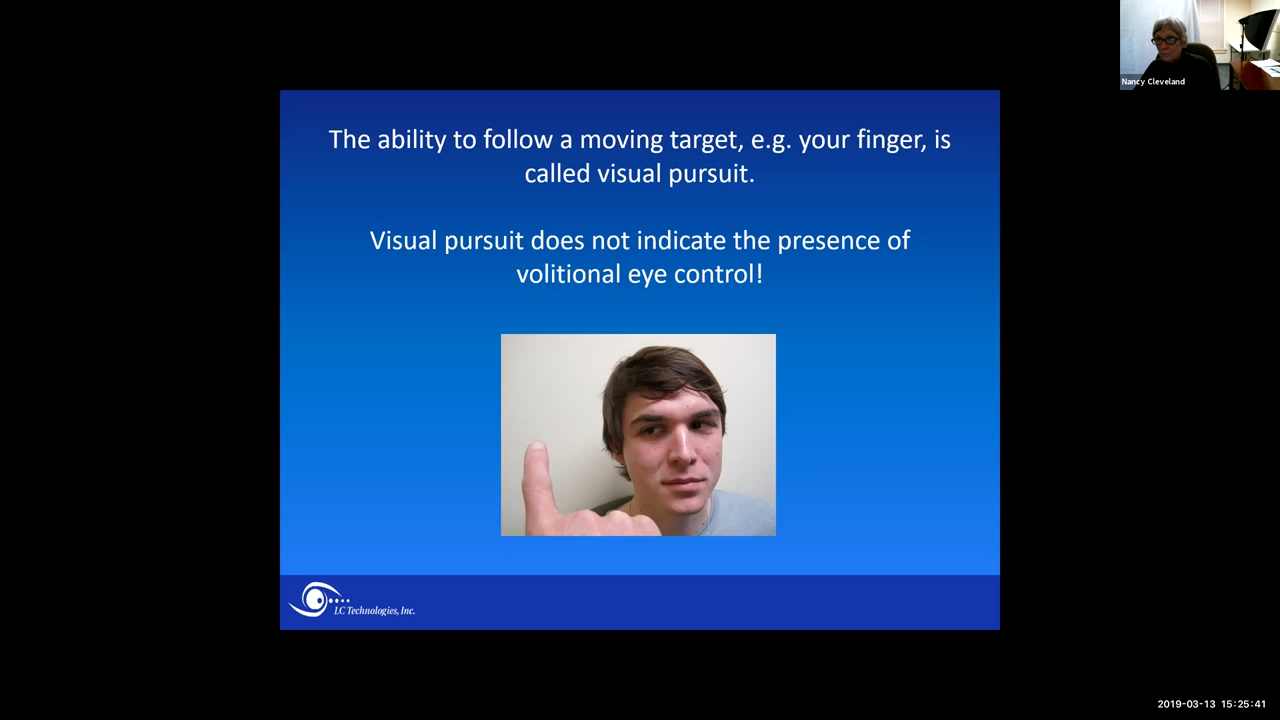 Nancy Cleveland
The ability to follow a moving target, e.g. your finger, is
called visual pursuit.
Visual pursuit does not indicate the presence of
volitional eye control!
LC Technologies, Inc.
2019-03-13 15:25:41